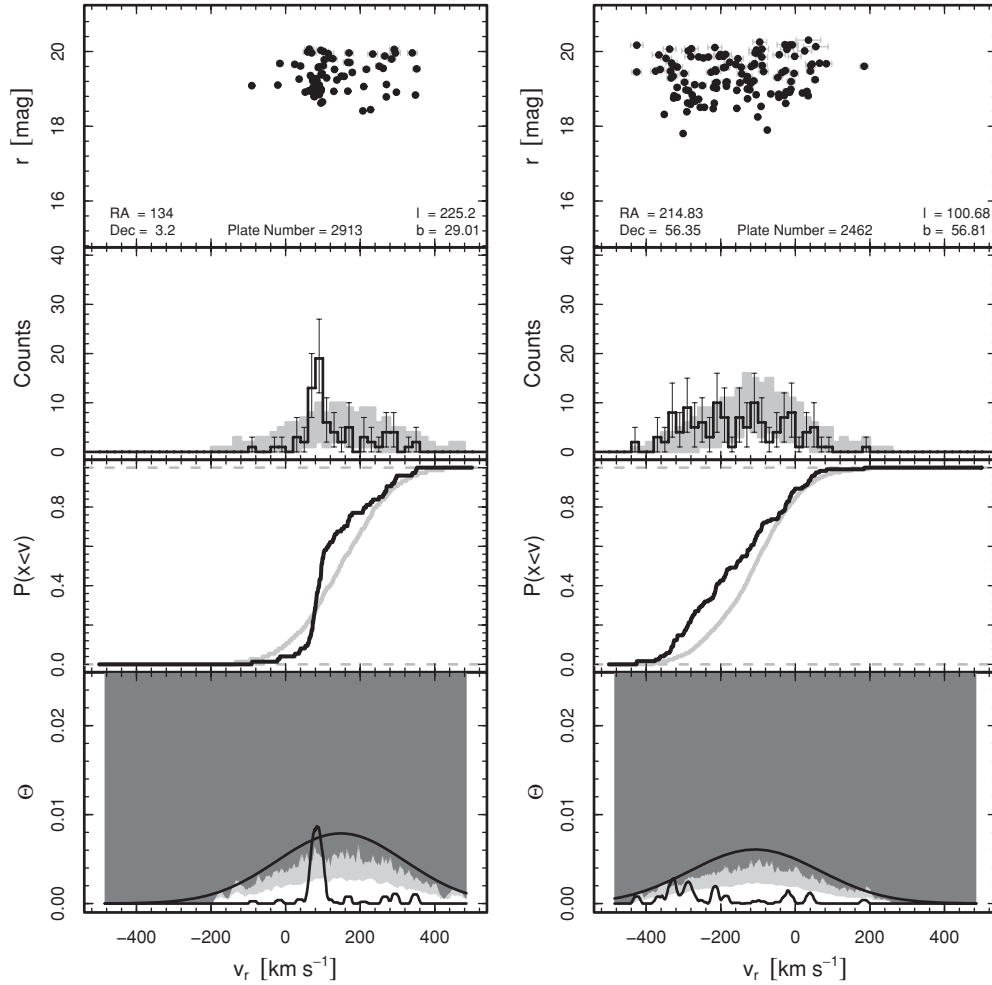 r [mag]
16 18 20
RA = 134
Dec = 3.2
Plate Number = 2913
l = 225.2
b = 29.01
Counts
0 10 20 30 40
P(x<v)
0.0 0.4 0.8
Θ
0.00 0.01 0.02
−400 −200 0 200 400
v_r [km s⁻¹]
r [mag]
16 18 20
RA = 214.83
Dec = 56.35
Plate Number = 2462
l = 100.68
b = 56.81
Counts
0 10 20 30 40
P(x<v)
0.0 0.4 0.8
Θ
0.00 0.01 0.02
−400 −200 0 200 400
v_r [km s⁻¹]